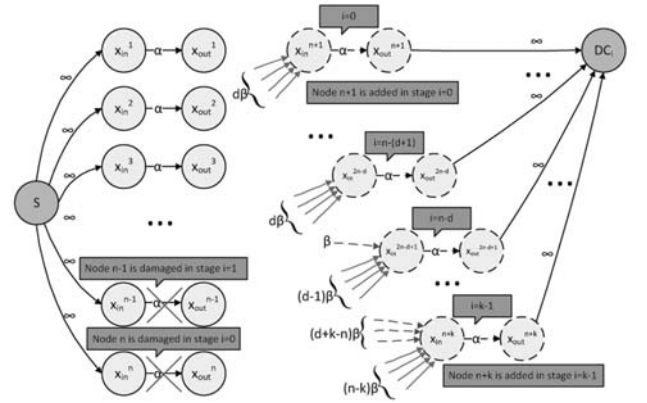 i=0
x_in^1 -α→ x_out^1
∞
x_in^{n+1} -α→ x_out^{n+1}
∞
DC_i
dβ
Node n+1 is added in stage i=0
...
∞
x_in^2 -α→ x_out^2
∞
...
i=n-(d+1)
x_in^3 -α→ x_out^3
∞
x_in^{2n-d} -α→ x_out^{2n-d}
∞
...
S
∞
...
dβ
i=n-d
β
x_in^{2n-d+1} -α→ x_out^{2n-d+1}
∞
Node n-1 is damaged in stage i=1
∞
x_in^{n-1} α x_out^{n-1}
(d-1)β
...
i=k-1
∞
Node n is damaged in stage i=0
(d+k-n)β
x_in^{n+k} -α→ x_out^{n+k}
x_in^n α x_out^n
(n-k)β
Node n+k is added in stage i=k-1